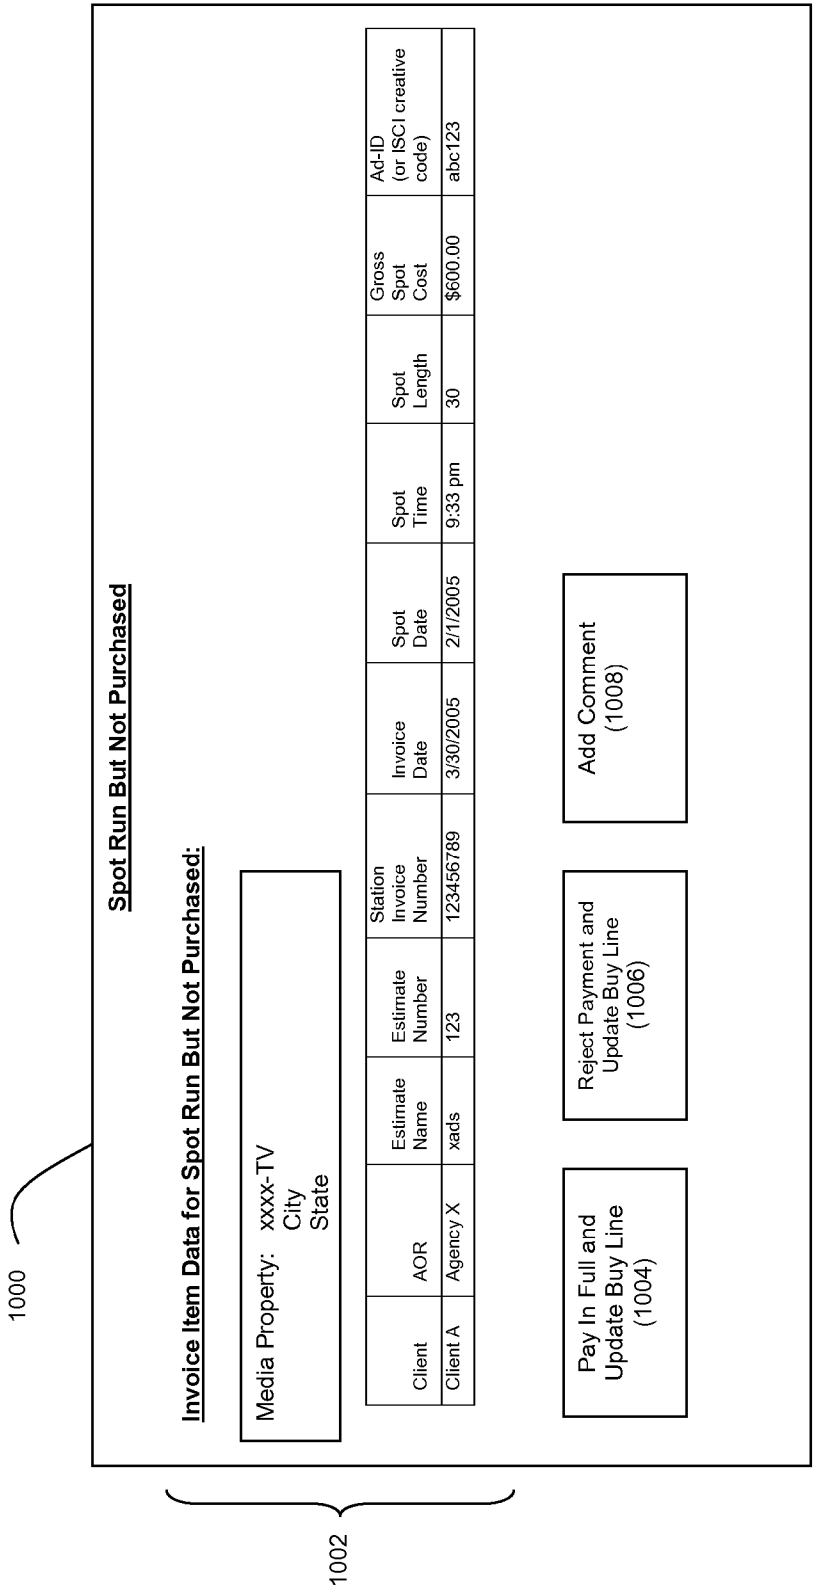 1000
Spot Run But Not Purchased
Invoice Item Data for Spot Run But Not Purchased:
1002
Media Property: xxxx-TV
City
State
Client
AOR
Estimate
Name
Estimate
Number
Station
Invoice
Number
Invoice
Date
Spot
Date
Spot
Time
Spot
Length
Gross
Spot
Cost
Ad-ID
(or ISCI creative
code)
Client A
Agency X
xads
123
123456789
3/30/2005
2/1/2005
9:33 pm
30
$600.00
abc123
Pay In Full and
Update Buy Line
(1004)
Reject Payment and
Update Buy Line
(1006)
Add Comment
(1008)